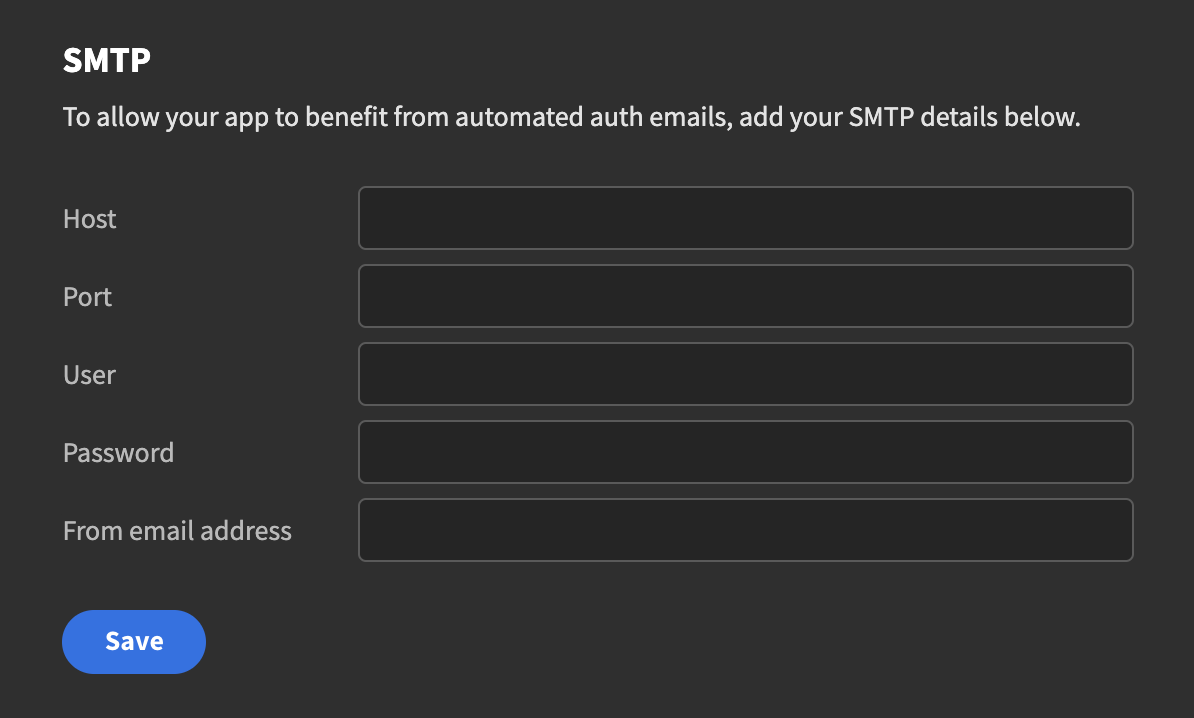 SMTP
To allow your app to benefit from automated auth emails, add your SMTP details below.
Host
Port
User
Password
From email address
Save